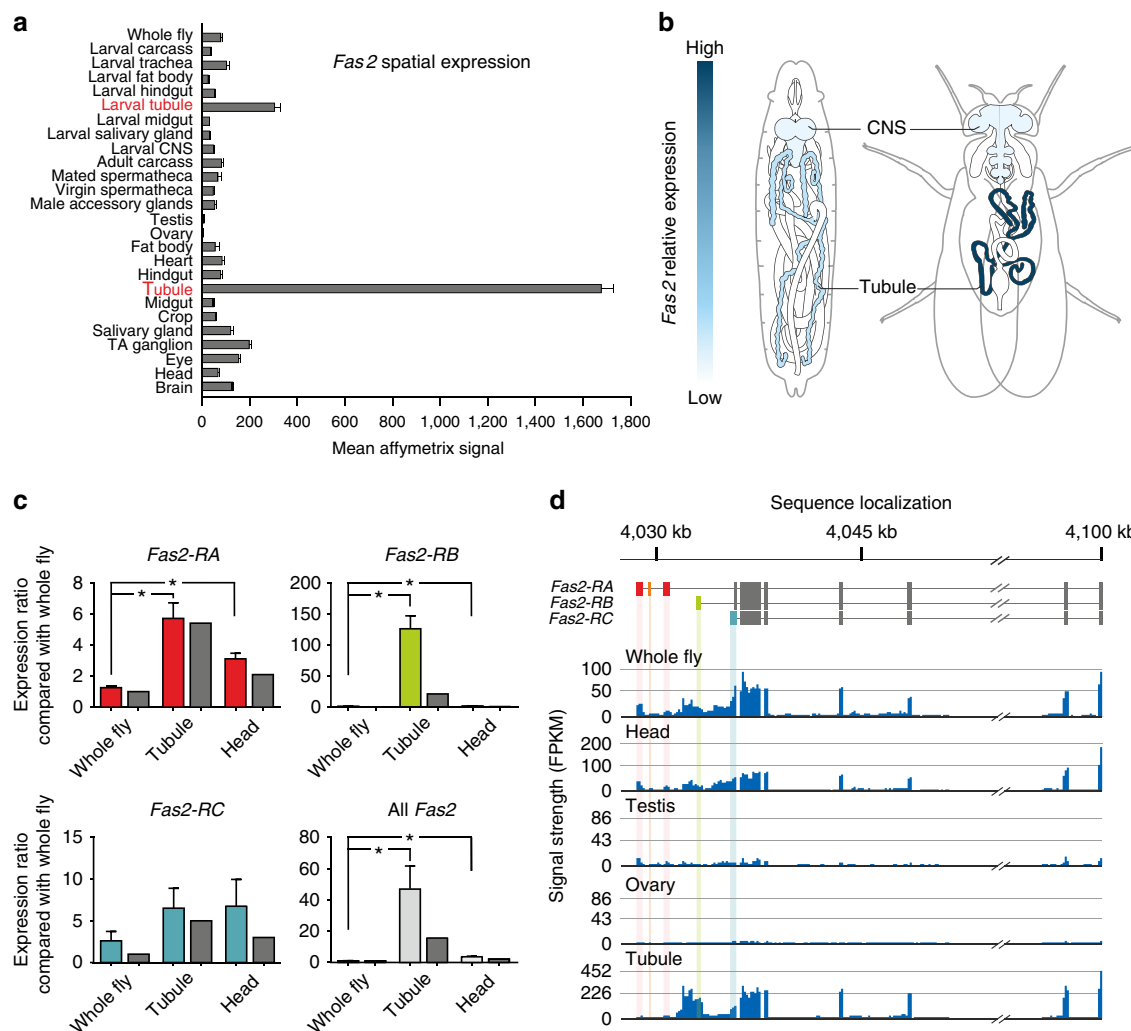 a
Fas2 spatial expression
Whole fly
Larval carcass
Larval trachea
Larval fat body
Larval hindgut
Larval tubule
Larval midgut
Larval salivary gland
Larval CNS
Adult carcass
Mated spermatheca
Virgin spermatheca
Male accessory glands
Testis
Ovary
Fat body
Heart
Hindgut
Tubule
Midgut
Crop
Salivary gland
TA ganglion
Eye
Head
Brain
0 200 400 600 800 1,000 1,200 1,400 1,600 1,800
Mean affymetrix signal
b
High
Fas2 relative expression
Low
CNS
Tubule
c
Fas2-RA
Expression ratio
compared with whole fly
8
6
4
2
0
* *
Whole fly Tubule Head
Fas2-RB
200
150
100
50
0
* *
Whole fly Tubule Head
Fas2-RC
Expression ratio
compared with whole fly
15
10
5
0
Whole fly Tubule Head
All Fas2
80
60
40
20
0
* *
Whole fly Tubule Head
d
Sequence localization
4,030 kb 4,045 kb 4,100 kb
Fas2-RA
Fas2-RB
Fas2-RC
Signal strength (FPKM)
Whole fly
100
50
0
Head
200
100
0
Testis
86
43
0
Ovary
86
43
0
Tubule
452
226
0